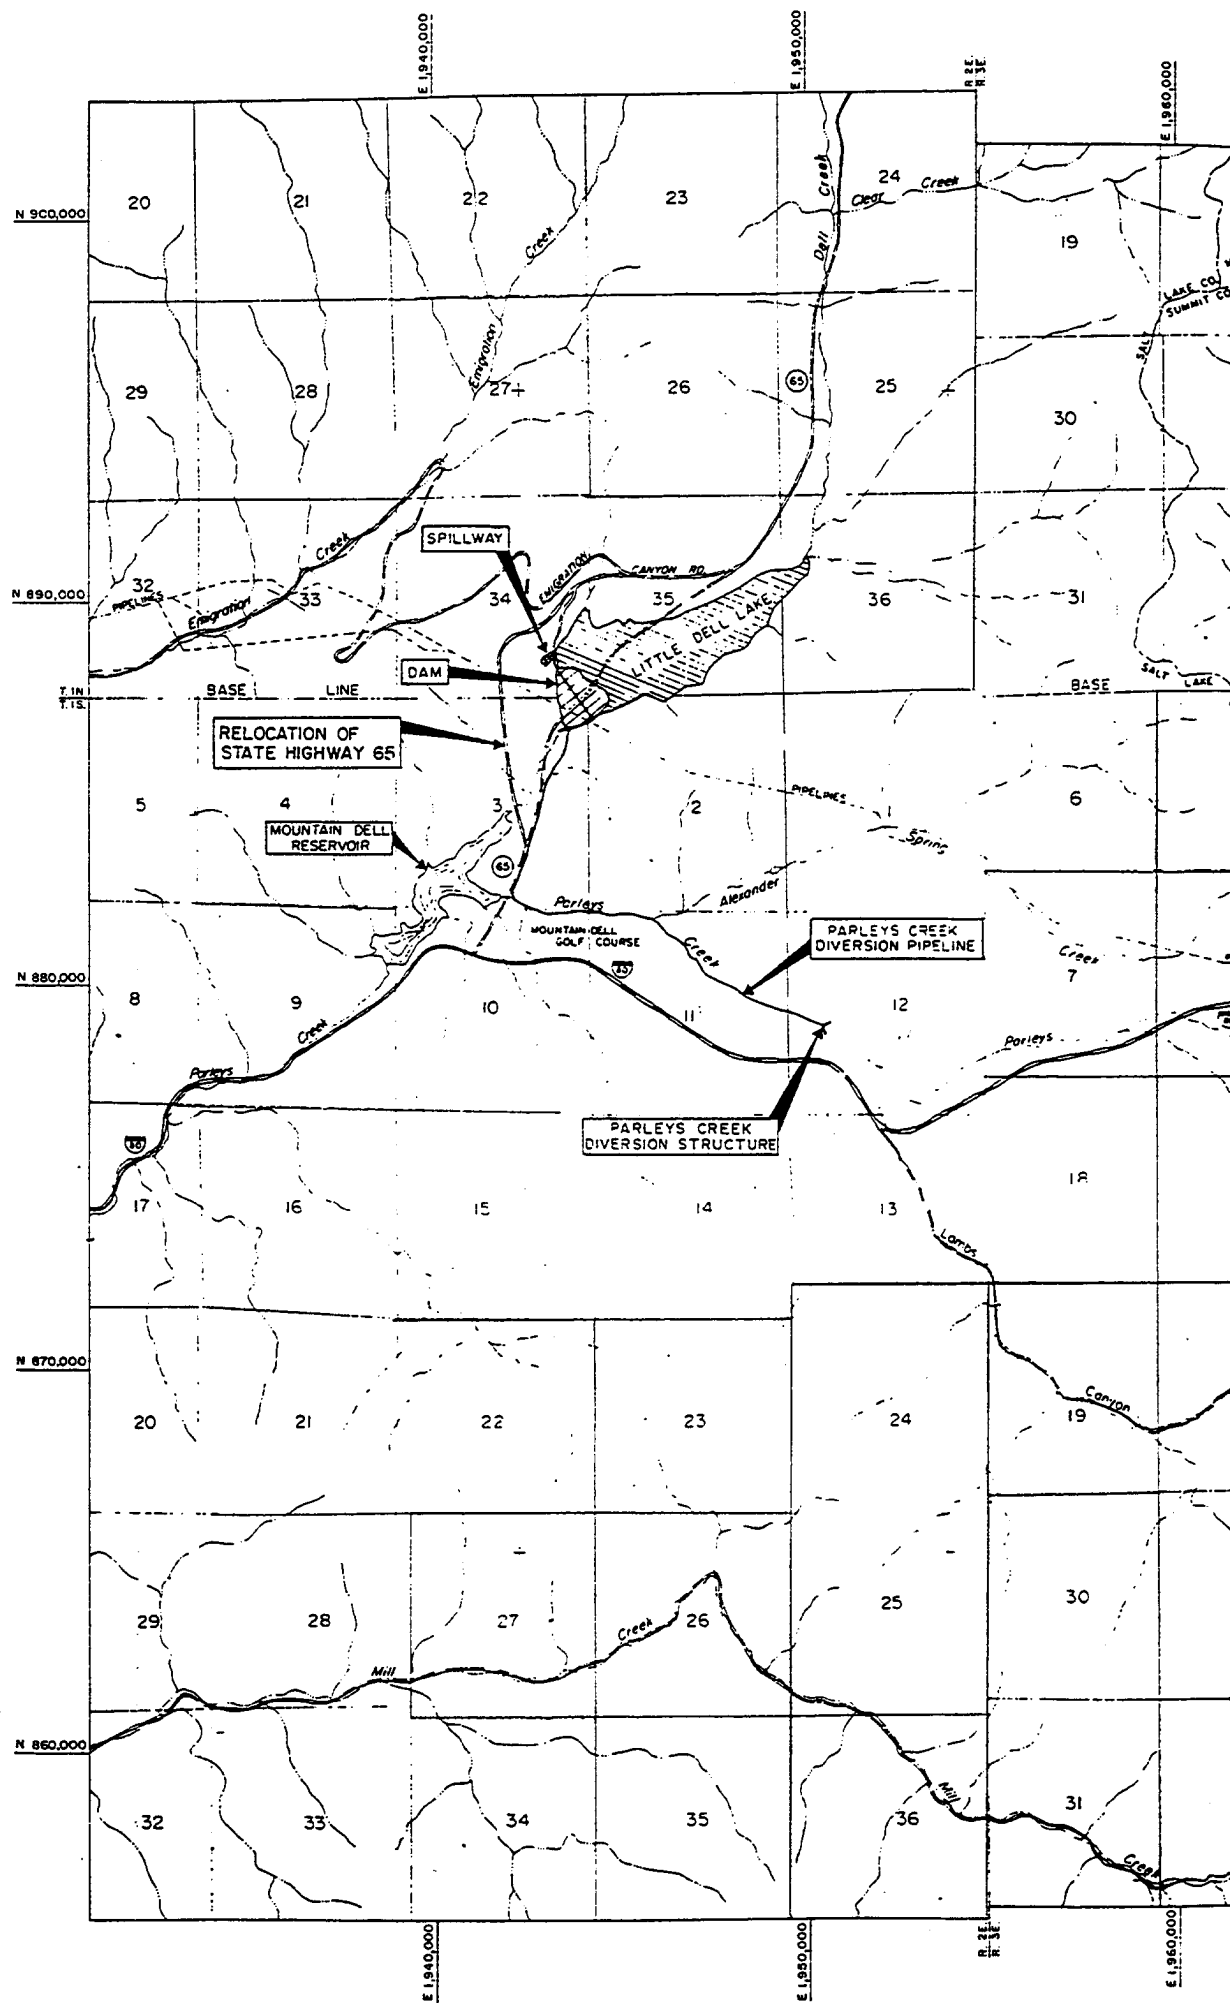 E 1,940,000
E 1,950,000
R. 2E.
R. 3E.
E 1,960,000
24
20
21
22
23
Creek
Clear
Creek
N 900,000
19
Creek
Dell
LAKE CO.
SUMMIT CO.
SALT
Emigration
29
28
27
26
65
25
30
SPILLWAY
Creek
EMIGRATION
CANYON RD.
32
33
34
35
36
31
N 890,000
PIPELINES
Emigration
LITTLE DELL LAKE
DAM
SALT LAKE
T. 1N
T. 1S.
BASE LINE
BASE
RELOCATION OF
STATE HIGHWAY 65
5
4
3
2
PIPELINES
6
MOUNTAIN DELL
RESERVOIR
65
Spring
Alexander
Parleys
MOUNTAIN DELL
GOLF COURSE
PARLEYS CREEK
DIVERSION PIPELINE
Creek
Creek
N 880,000
8
9
10
11
12
7
Creek
Parleys
Parleys
80
PARLEYS CREEK
DIVERSION STRUCTURE
17
16
15
14
13
18
Lambs
N 870,000
Canyon
20
21
22
23
24
19
29
28
27
26
25
30
Creek
Mill
N 860,000
Mill
32
33
34
35
36
31
Creek
E 1,940,000
E 1,950,000
R. 2E.
R. 3E.
E 1,960,000